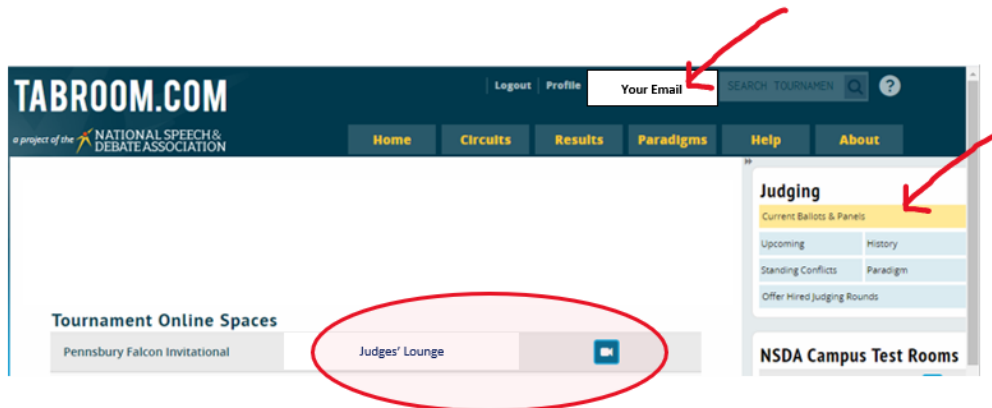 TABROOM.COM
Logout Profile Your Email SEARCH TOURNAMEN ?
a project of the NATIONAL SPEECH & DEBATE ASSOCIATION
Home Circuits Results Paradigms Help About
Judging
Current Ballots & Panels
Upcoming History
Standing Conflicts Paradigm
Offer Hired Judging Rounds
Tournament Online Spaces
Pennsbury Falcon Invitational Judges' Lounge
NSDA Campus Test Rooms